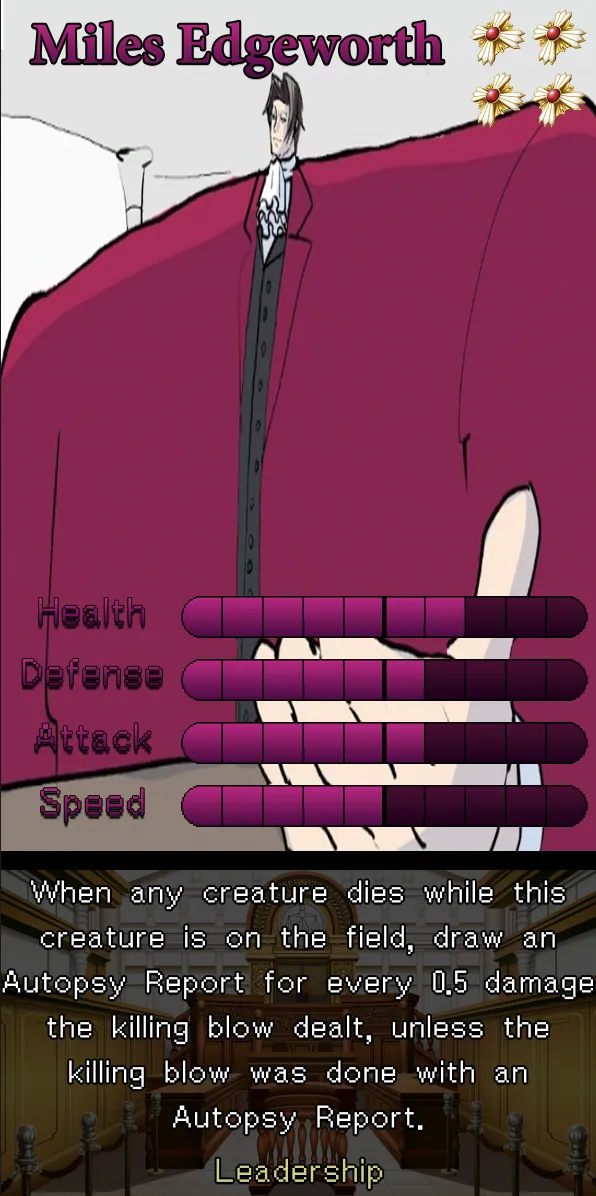 Miles Edgeworth
Health
Defense
Attack
Speed
When any creature dies while this
creature is on the field, draw an
Autopsy Report for every 0.5 damage
the killing blow dealt, unless the
killing blow was done with an
Autopsy Report.
Leadership